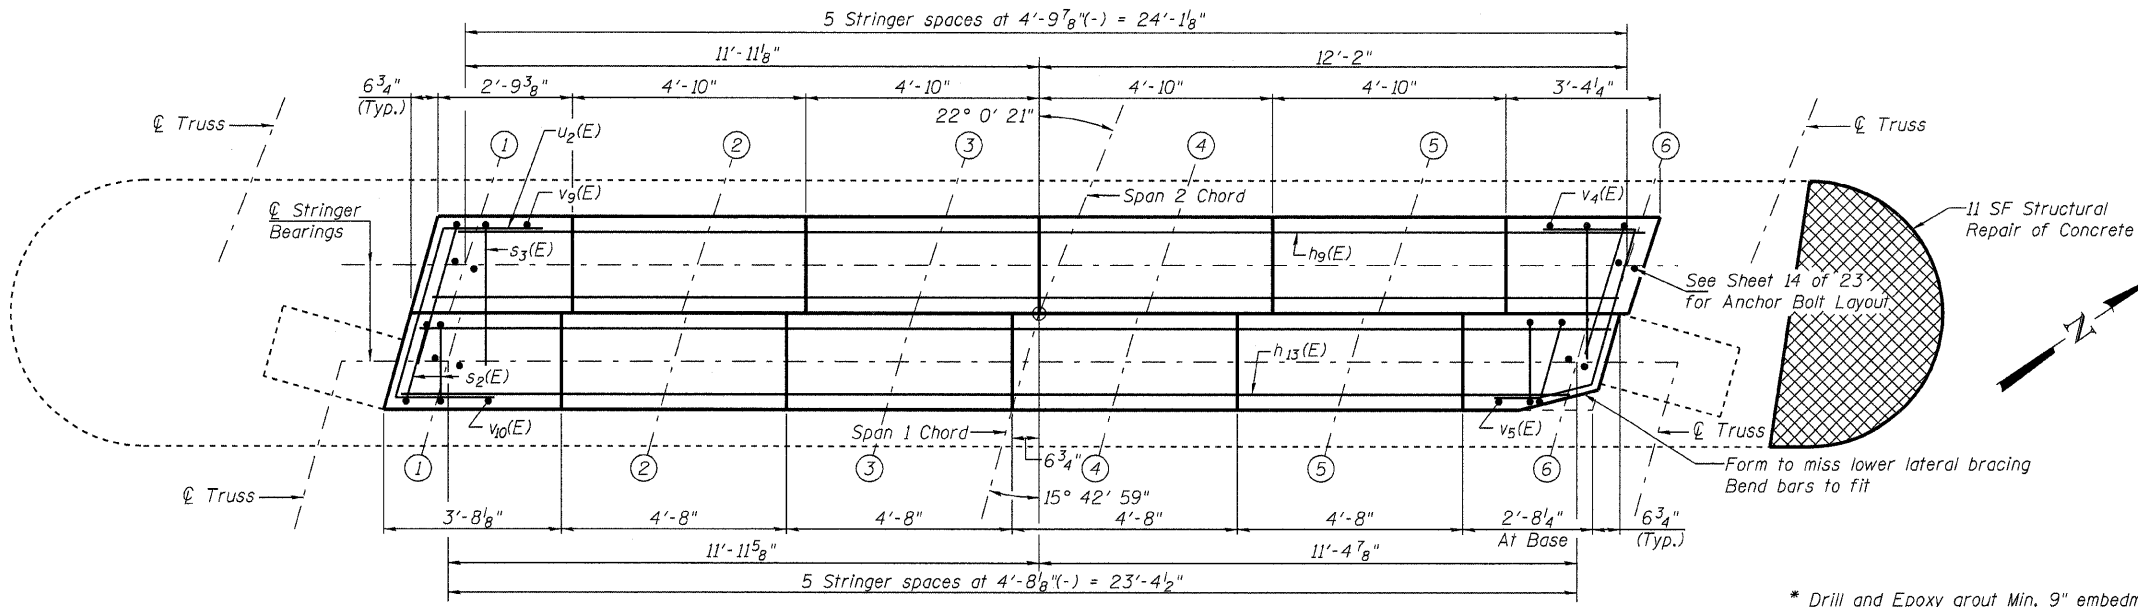 5 Stringer spaces at 4'-9⅞"(-) = 24'-1⅛"
11'-11⅛"
12'-2"
6¾"
(Typ.)
2'-9⅜"
4'-10"
4'-10"
4'-10"
4'-10"
3'-4¼"
22° 0' 21"
℄ Truss
℄ Truss
u2(E)
1
2
3
4
5
6
v9(E)
Span 2 Chord
v4(E)
11 SF Structural
Repair of Concrete
℄ Stringer
Bearings
s3(E)
h9(E)
See Sheet 14 of 23
for Anchor Bolt Layout
N
h13(E)
s2(E)
v10(E)
Span 1 Chord
v5(E)
℄ Truss
6¾"
1
2
3
4
5
6
Form to miss lower lateral bracing
Bend bars to fit
℄ Truss
15° 42' 59"
3'-8⅛"
4'-8"
4'-8"
4'-8"
4'-8"
2'-8¼"
At Base
6¾"
(Typ.)
11'-11⅝"
11'-4⅞"
5 Stringer spaces at 4'-8⅛"(-) = 23'-4½"
* Drill and Epoxy grout Min. 9"